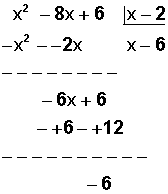 x² − 8x + 6 |x − 2
−x² − −2x x − 6
− − − − − − − −
− 6x + 6
− +6 − +12
− − − − − − − − − −
− 6